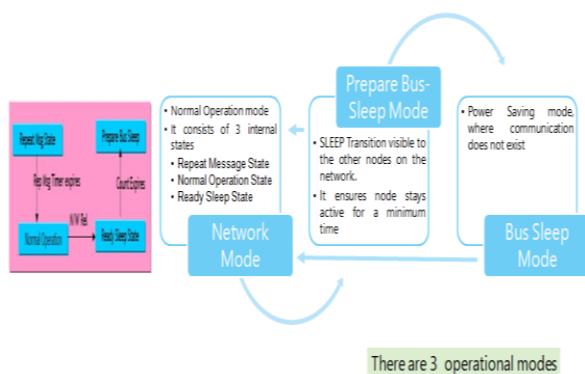 Repeat Msg State
Prepare Bus Sleep
Rep Msg Timer expires
Count Expires
N/W Rel.
Normal Operation
Ready Sleep State
• Normal Operation mode
• It consists of 3 internal
states
• Repeat Message State
• Normal Operation State
• Ready Sleep State
Network
Mode
Prepare Bus-
Sleep Mode
• SLEEP Transition visible to
the other nodes on the
network.
• It ensures node stays
active for a minimum
time
• Power Saving mode,
where communication
does not exist
Bus Sleep
Mode
There are 3 operational modes